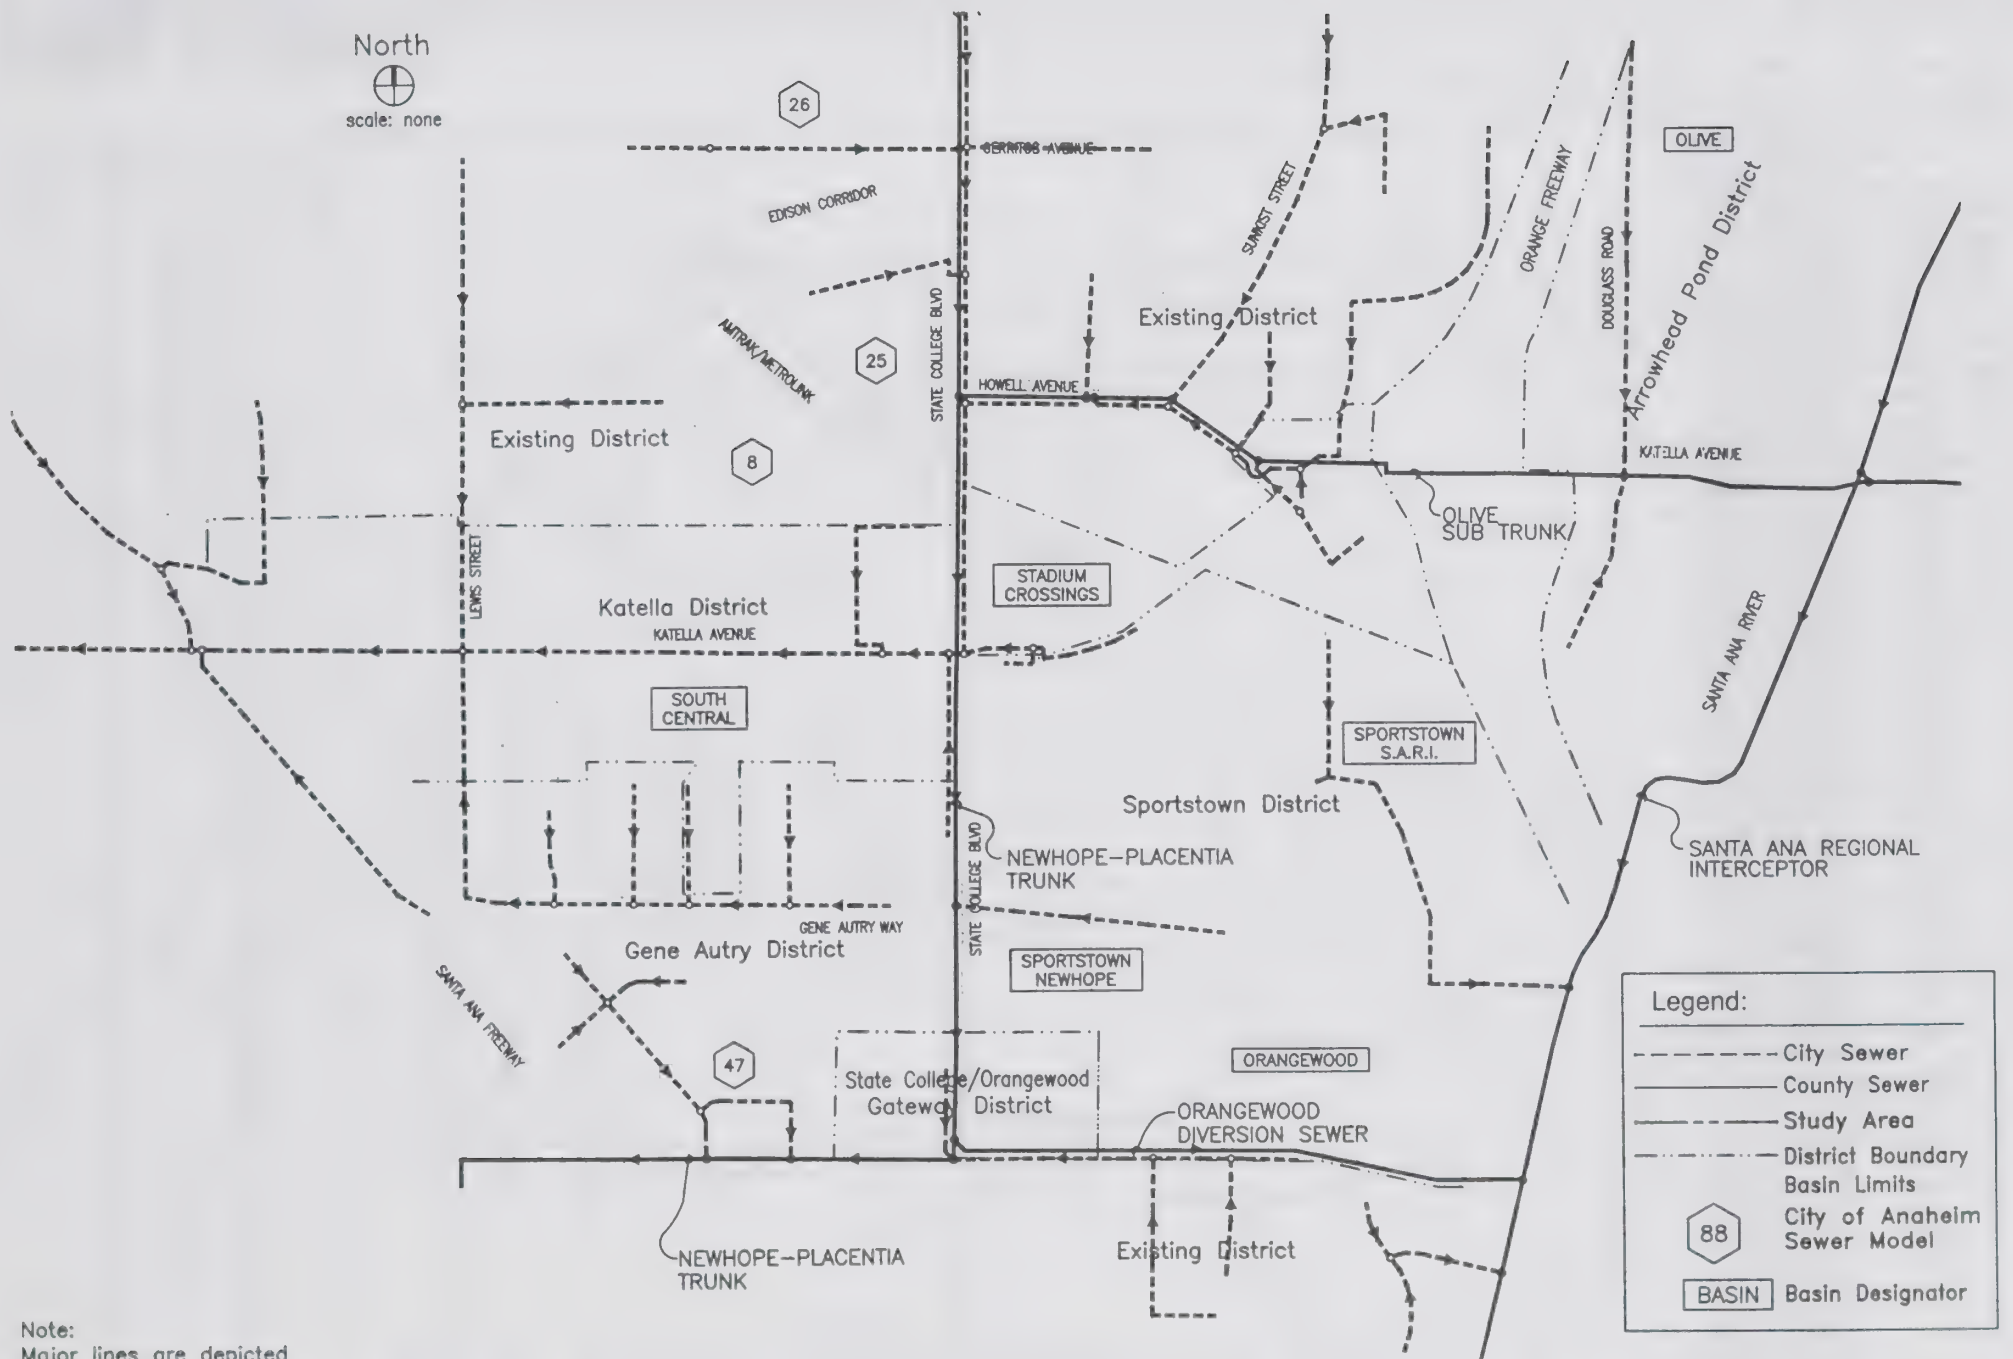 North
scale: none
26
CERRITOS AVENUE
OLIVE
EDISON CORRIDOR
SUNKIST STREET
ORANGE FREEWAY
DOUGLASS ROAD
Arrowhead Pond District
AMTRAK/METROLINK
25
STATE COLLEGE BLVD
Existing District
HOWELL AVENUE
Existing District
8
KATELLA AVENUE
OLIVE
SUB TRUNK
LEWIS STREET
STADIUM
CROSSINGS
Katella District
KATELLA AVENUE
SANTA ANA RIVER
SOUTH
CENTRAL
SPORTSTOWN
S.A.R.I.
Sportstown District
NEWHOPE-PLACENTIA
TRUNK
STATE COLLEGE BLVD
SANTA ANA REGIONAL
INTERCEPTOR
GENE AUTRY WAY
Gene Autry District
SPORTSTOWN
NEWHOPE
SANTA ANA FREEWAY
47
State College/Orangewood
Gateway District
ORANGEWOOD
ORANGEWOOD
DIVERSION SEWER
NEWHOPE-PLACENTIA
TRUNK
Existing District
Legend:
City Sewer
County Sewer
Study Area
District Boundary
Basin Limits
88
City of Anaheim
Sewer Model
BASIN
Basin Designator
Note:
Major lines are depicted